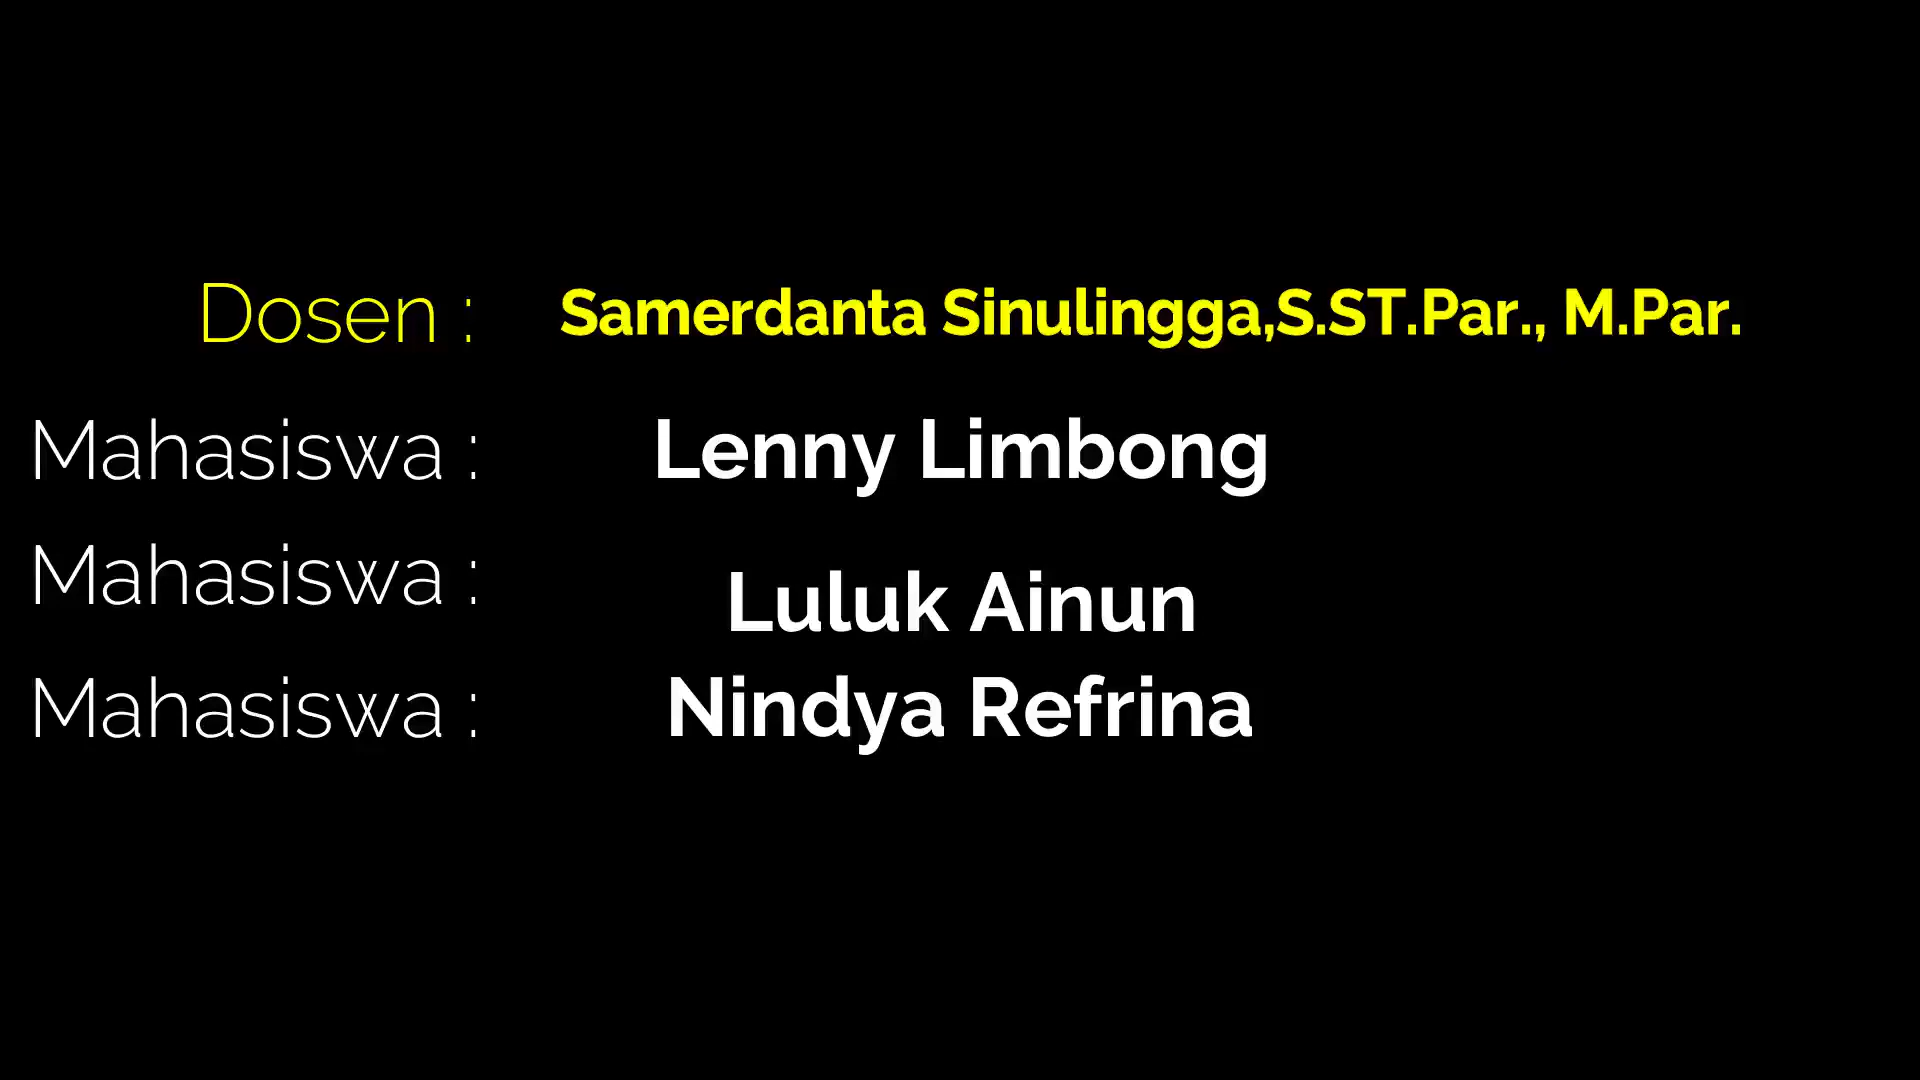 Dosen : Samerdanta Sinulingga,S.ST.Par., M.Par.
Mahasiswa : Lenny Limbong
Mahasiswa : Luluk Ainun
Mahasiswa : Nindya Refrina